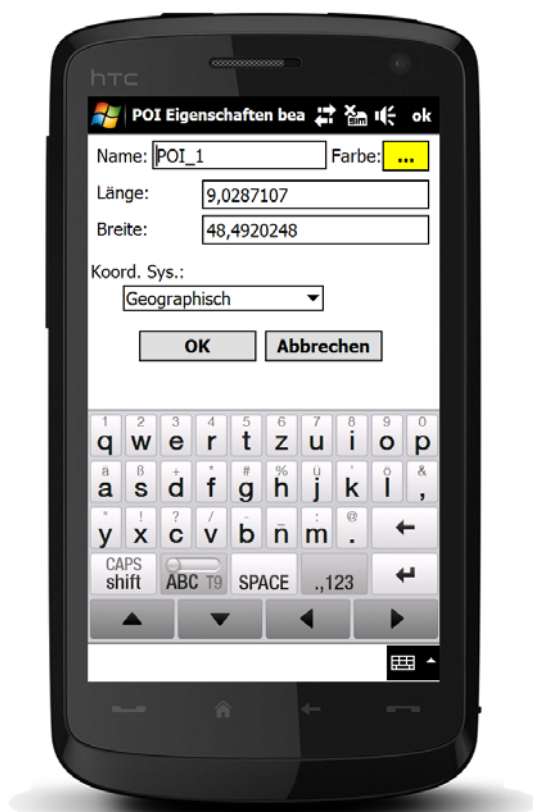 hTC
POI Eigenschaften bea SIM ok
Name: POI_1 Farbe: ...
Länge: 9,0287107
Breite: 48,4920248
Koord. Sys.:
Geographisch
OK Abbrechen
1 2 3 4 5 6 7 8 9 0
q w e r t z u i o p
ä ß + * # % ü ' ö &
a s d f g h j k l ,
" ! ? / - ñ : @
y x c v b n m .
CAPS
shift ABC T9 SPACE .,123